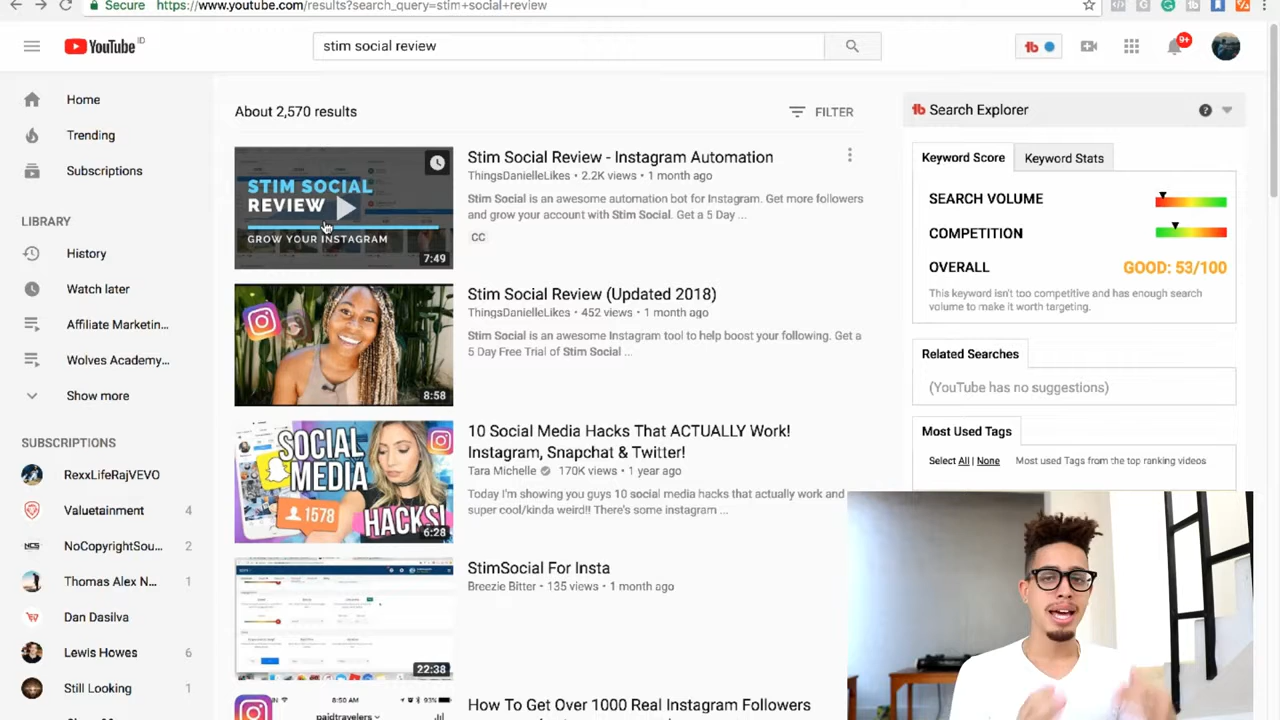 Secure https://www.youtube.com/results?search_query=stim+social+review
YouTube ID
stim social review
9+
Home
Trending
Subscriptions
LIBRARY
History
Watch later
Affiliate Marketin...
Wolves Academy...
Show more
SUBSCRIPTIONS
RexxLifeRajVEVO
Valuetainment 4
NoCopyrightSou... 2
Thomas Alex N... 1
Dan Dasilva
Lewis Howes 6
Still Looking 1
About 2,570 results
FILTER
STIM SOCIAL
REVIEW
GROW YOUR INSTAGRAM
7:49
Stim Social Review - Instagram Automation
ThingsDanielleLikes • 2.2K views • 1 month ago
Stim Social is an awesome automation bot for Instagram. Get more followers
and grow your account with Stim Social. Get a 5 Day ...
CC
8:58
Stim Social Review (Updated 2018)
ThingsDanielleLikes • 452 views • 1 month ago
Stim Social is an awesome Instagram tool to help boost your following. Get a
5 Day Free Trial of Stim Social ...
SOCIAL
MEDIA
1578
HACKS!
6:28
10 Social Media Hacks That ACTUALLY Work!
Instagram, Snapchat & Twitter!
Tara Michelle • 170K views • 1 year ago
Today I'm showing you guys 10 social media hacks that actually work and
super cool/kinda weird!! There's some instagram ...
22:38
StimSocial For Insta
Breezie Bitter • 135 views • 1 month ago
8:50 AM 93%
paidtravelers
How To Get Over 1000 Real Instagram Followers
tb
tb Search Explorer
Keyword Score Keyword Stats
SEARCH VOLUME
COMPETITION
OVERALL GOOD: 53/100
This keyword isn't too competitive and has enough search
volume to make it worth targeting.
Related Searches
(YouTube has no suggestions)
Most Used Tags
Select All | None Most used Tags from the top ranking videos